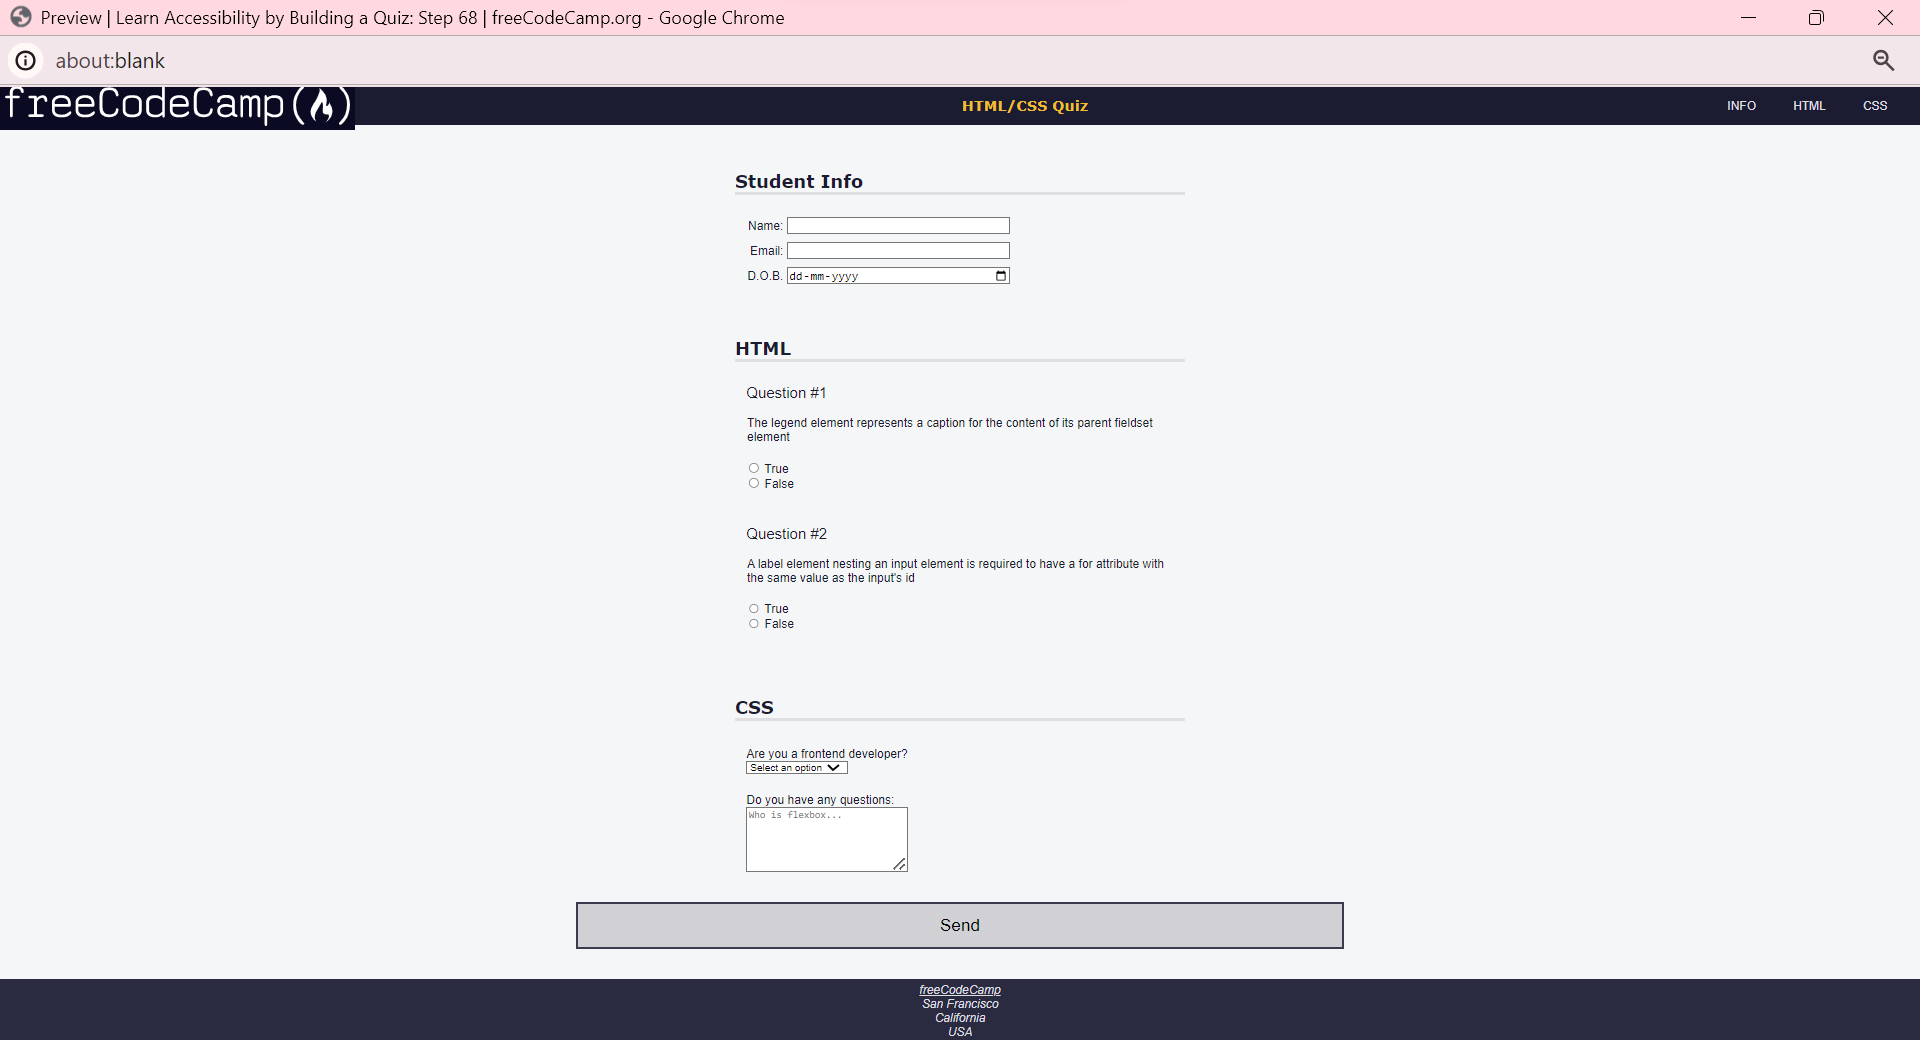 Preview | Learn Accessibility by Building a Quiz: Step 68 | freeCodeCamp.org - Google Chrome
about:blank
freeCodeCamp
HTML/CSS Quiz
INFO HTML CSS
Student Info
Name:
Email:
D.O.B. dd-mm-yyyy
HTML
Question #1
The legend element represents a caption for the content of its parent fieldset
element
True
False
Question #2
A label element nesting an input element is required to have a for attribute with
the same value as the input's id
True
False
CSS
Are you a frontend developer?
Select an option
Do you have any questions:
Who is flexbox...
Send
freeCodeCamp
San Francisco
California
USA